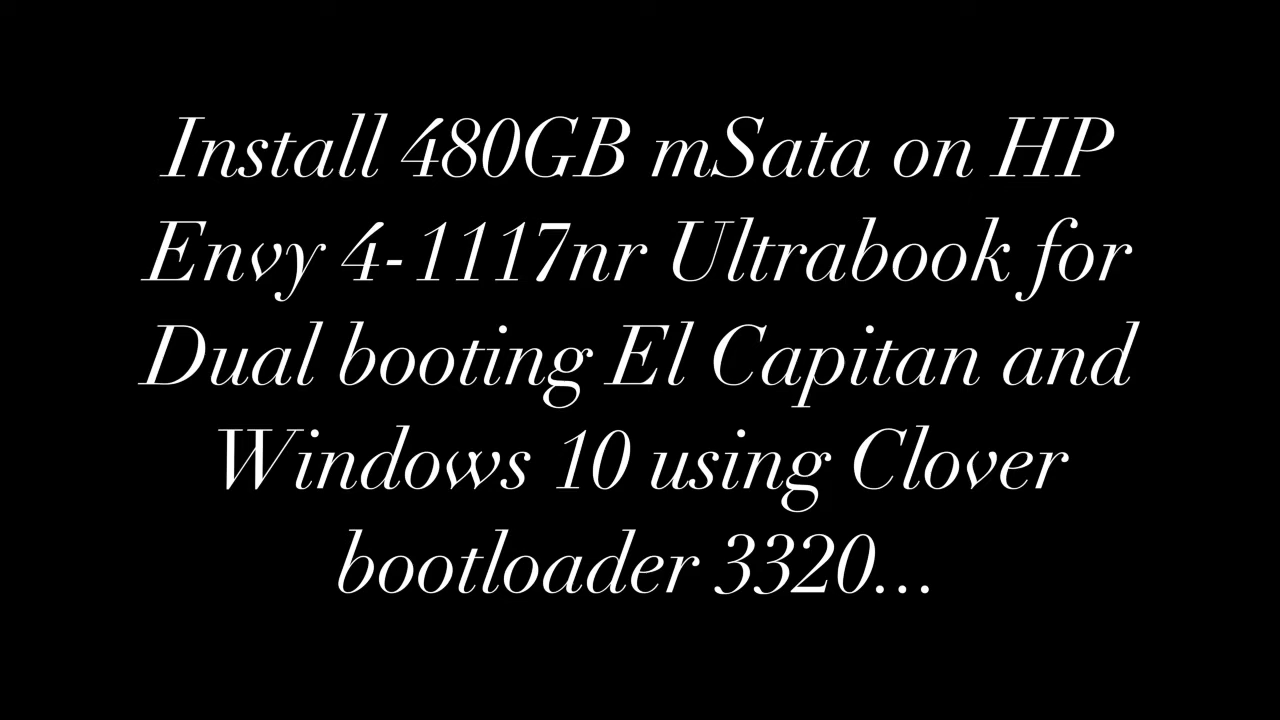 Install 480GB mSata on HP
Envy 4-1117nr Ultrabook for
Dual booting El Capitan and
Windows 10 using Clover
bootloader 3320...